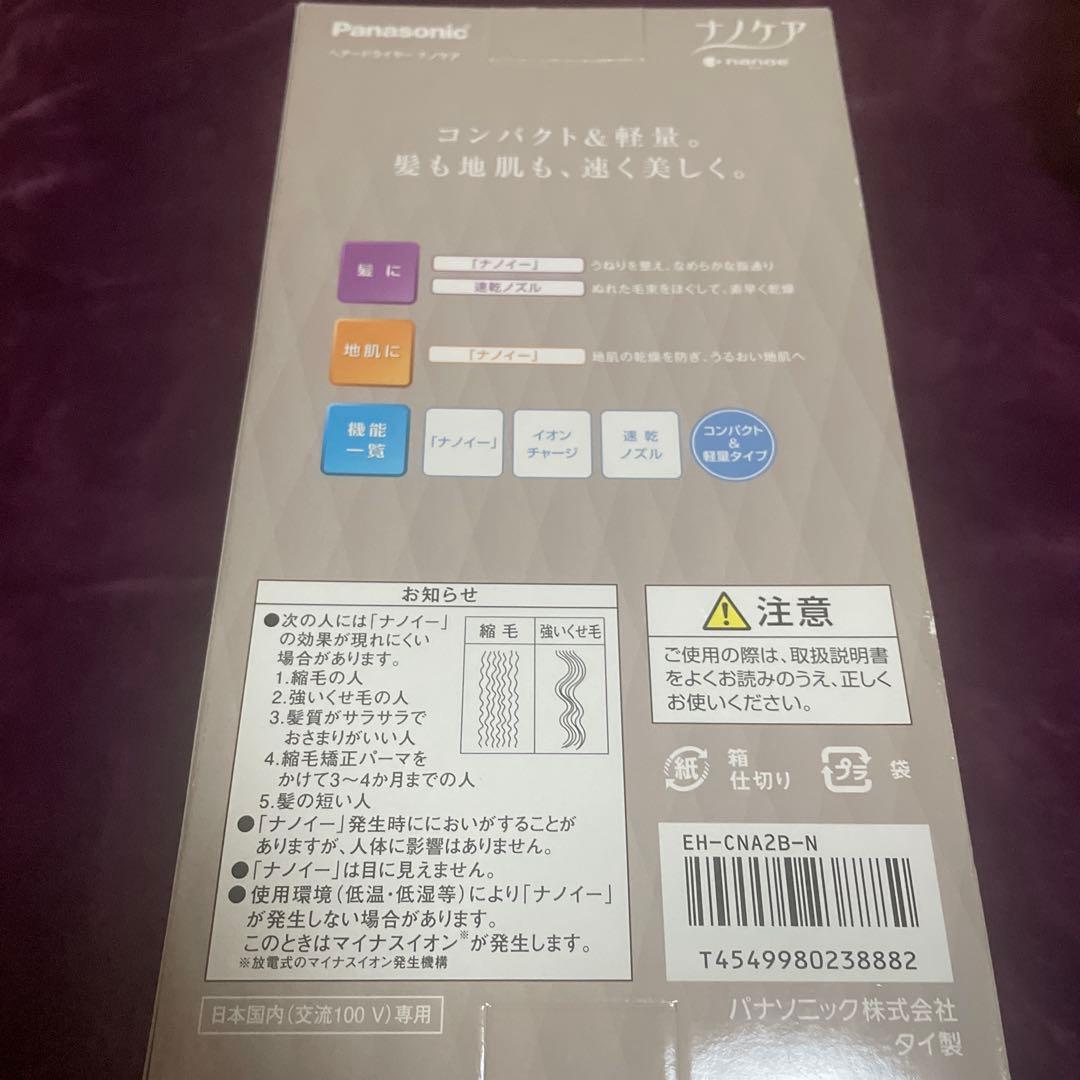 Panasonic
ヘアードライヤー ナノケア
ナノケア
nanoe
コンパクト&軽量。
髪も地肌も、速く美しく。
髪に
「ナノイー」
うねりを整え、なめらかな指通り
速乾ノズル
ぬれた毛束をほぐして、素早く乾燥
地肌に
「ナノイー」
地肌の乾燥を防ぎ、うるおい地肌へ
機能
一覧
「ナノイー」
イオン
チャージ
速乾
ノズル
コンパクト
&
軽量タイプ
お知らせ
●次の人には「ナノイー」
の効果が現れにくい
場合があります。
1.縮毛の人
2.強いくせ毛の人
3.髪質がサラサラで
おさまりがいい人
4.縮毛矯正パーマを
かけて3〜4か月までの人
5.髪の短い人
縮毛
強いくせ毛
●「ナノイー」発生時ににおいがすることが
ありますが、人体に影響はありません。
●「ナノイー」は目に見えません。
●使用環境(低温・低湿等)により「ナノイー」
が発生しない場合があります。
このときはマイナスイオン※が発生します。
※放電式のマイナスイオン発生機構
注意
ご使用の際は、取扱説明書
をよくお読みのうえ、正しく
お使いください。
紙
箱
仕切り
プラ
袋
EH-CNA2B-N
T4549980238882
日本国内(交流100 V)専用
パナソニック株式会社
タイ製